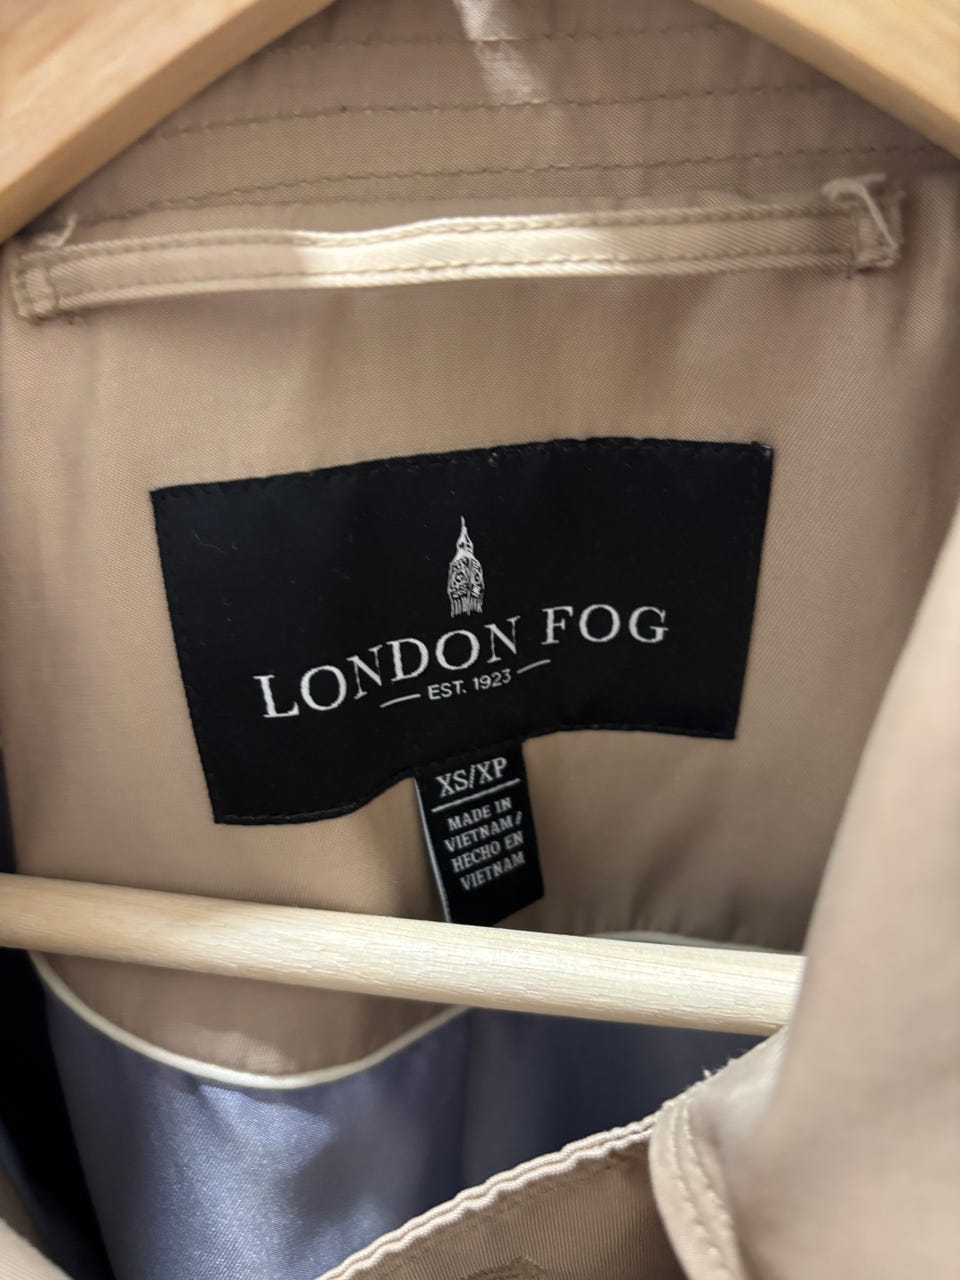 LONDON FOG
EST. 1923
XS/XP
MADE IN
VIETNAM/
HECHO EN
VIETNAM